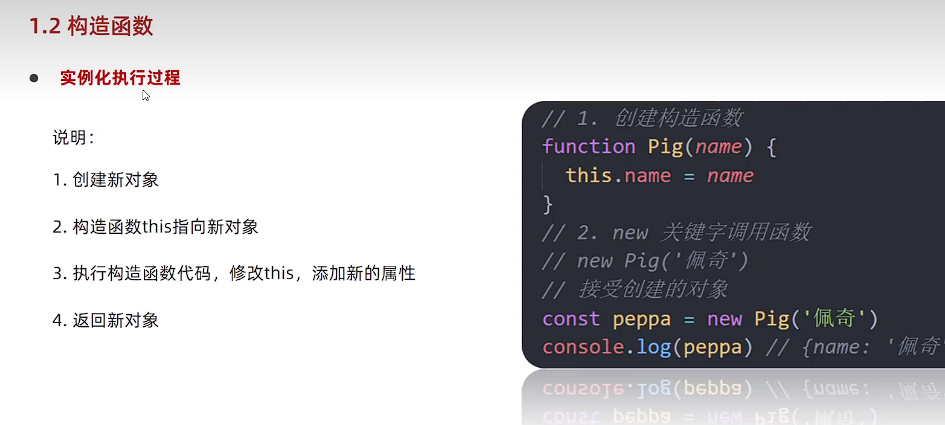 1.2 构造函数
实例化执行过程
说明：
1. 创建新对象
2. 构造函数this指向新对象
3. 执行构造函数代码，修改this，添加新的属性
4. 返回新对象
// 1. 创建构造函数
function Pig(name) {
this.name = name
}
// 2. new 关键字调用函数
// new Pig('佩奇')
// 接受创建的对象
const peppa = new Pig('佩奇')
console.log(peppa) // {name: '佩奇'